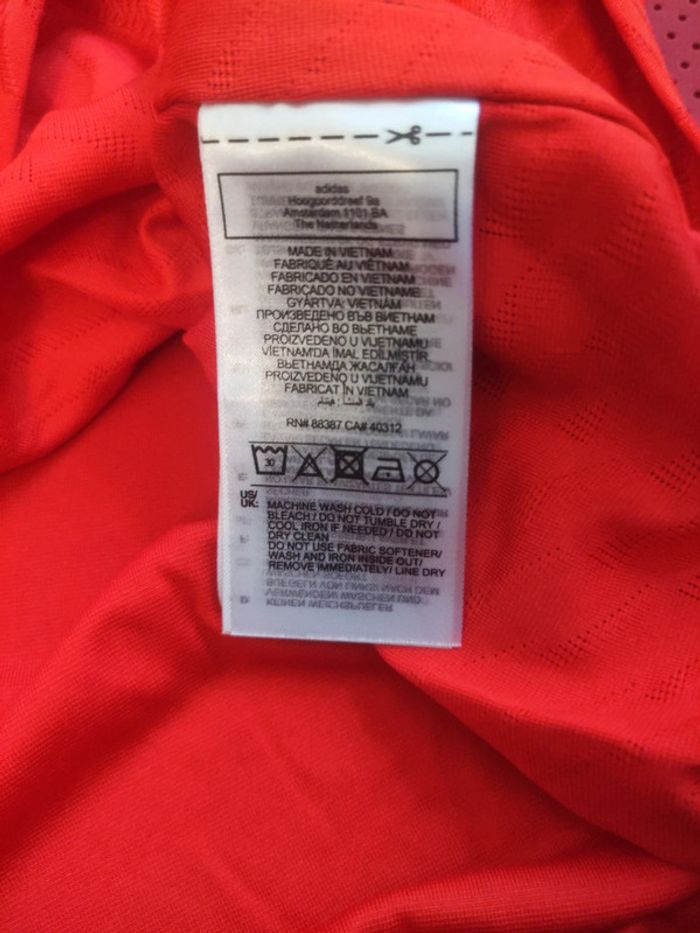 adidas
Hoogoorddreef 9a
Amsterdam 1101 BA
The Netherlands
MADE IN VIETNAM
FABRIQUÉ AU VIÊTNAM
FABRICADO EN VIETNAM
FABRICADO NO VIETNAME
GYÁRTVA: VIETNÁM
ПРОИЗВЕДЕНО ВЪВ ВИЕТНАМ
СДЕЛАНО ВО ВЬЕТНАМЕ
PROIZVEDENO U VIJETNAMU
VİETNAM'DA İMAL EDİLMİŞTİR
ВЬЕТНАМДА ЖАСАЛҒАН
PROIZVEDENO U VIJETNAMU
FABRICAT ÎN VIETNAM
RN# 88387 CA# 40312
30
US/
UK: MACHINE WASH COLD / DO NOT
BLEACH / DO NOT TUMBLE DRY /
COOL IRON IF NEEDED / DO NOT
DRY CLEAN
DO NOT USE FABRIC SOFTENER/
WASH AND IRON INSIDE OUT/
REMOVE IMMEDIATELY/ LINE DRY